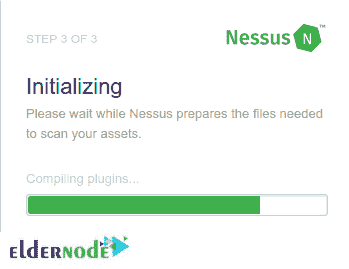 STEP 3 OF 3
Nessus N ™
Initializing
Please wait while Nessus prepares the files needed
to scan your assets.
Compiling plugins...
eLDERNODE